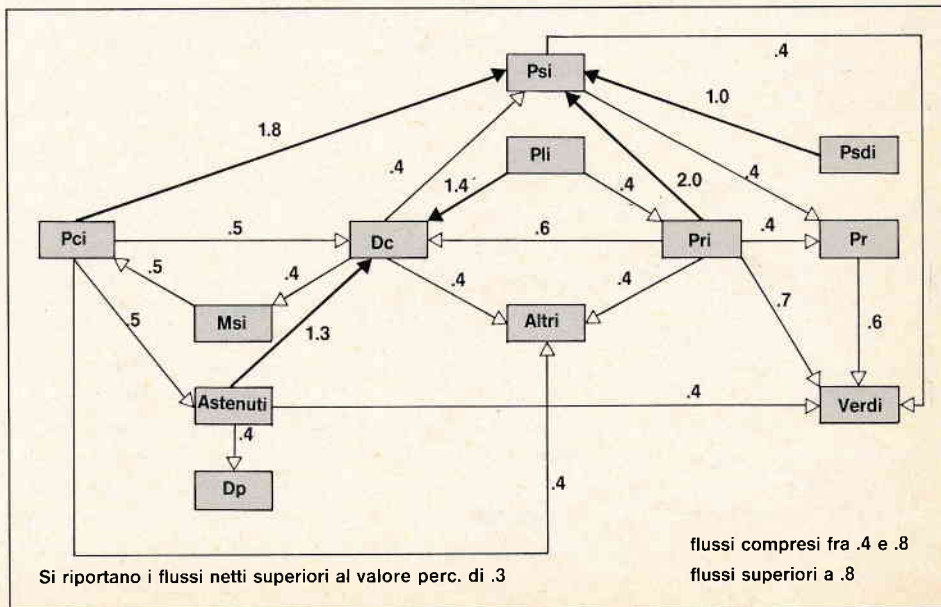 .4
Psi
1.0
1.8
Pli
Psdi
.4
1.4
.4
2.0
.4
Pci
.5
Dc
.6
Pri
.4
Pr
.5
.4
Msi
.4
Altri
.4
.7
.6
.5
1.3
Astenuti
.4
Verdi
.4
Dp
.4
flussi compresi fra .4 e .8
Si riportano i flussi netti superiori al valore perc. di .3
flussi superiori a .8